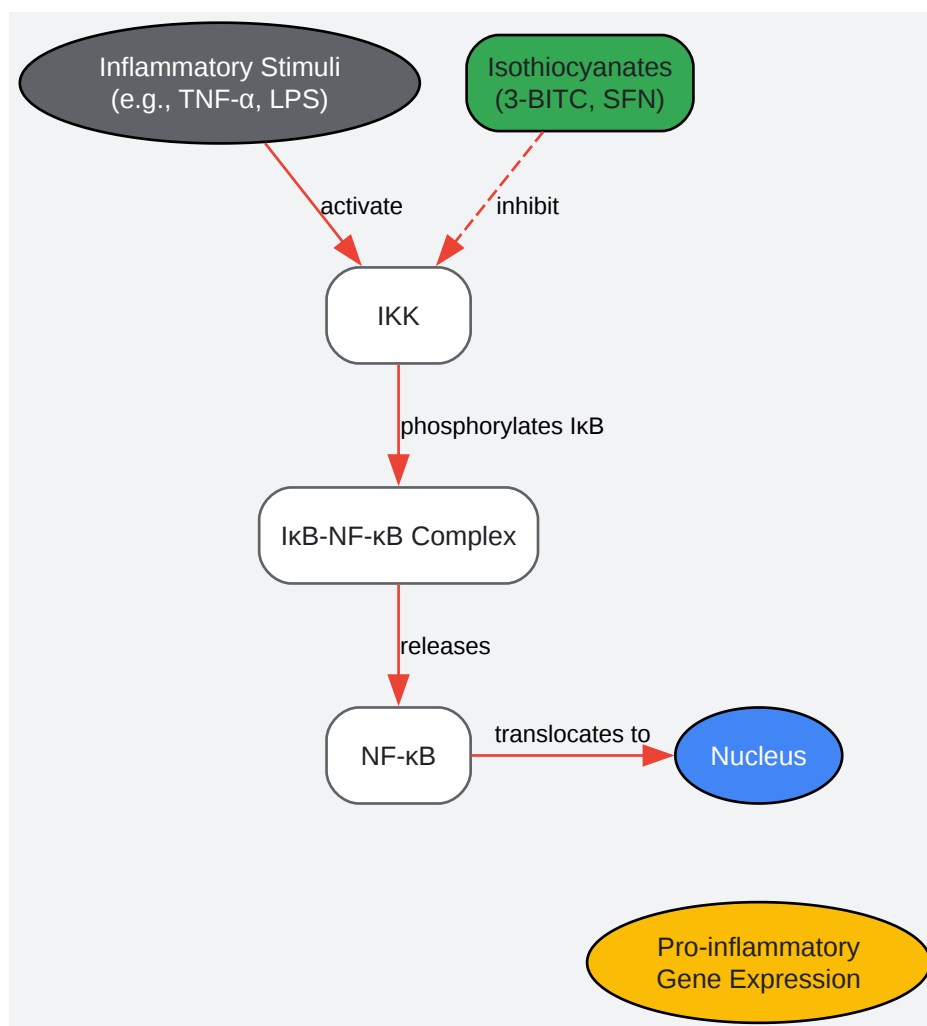 Inflammatory Stimuli
(e.g., TNF-α, LPS)
Isothiocyanates
(3-BITC, SFN)
activate
inhibit
IKK
phosphorylates IκB
IκB-NF-κB Complex
releases
NF-κB
translocates to
Nucleus
Pro-inflammatory
Gene Expression